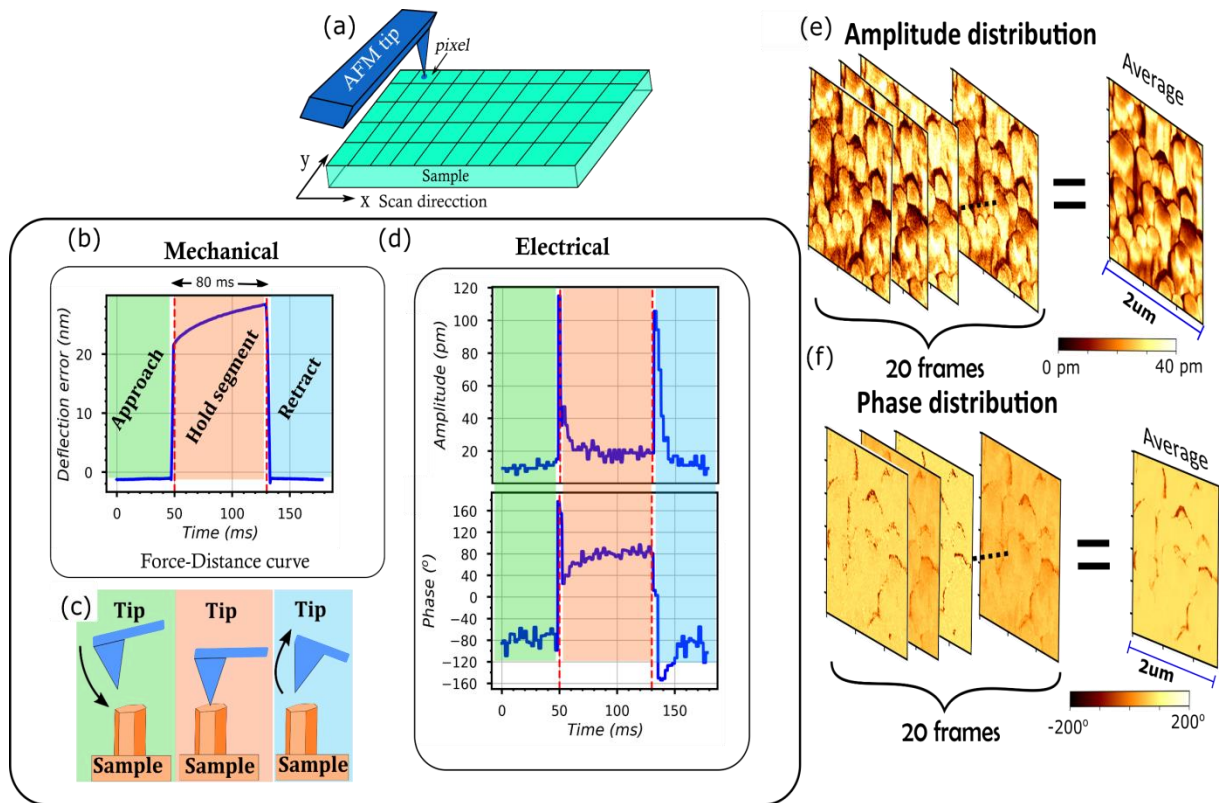 (a)
AFM tip
pixel
y
Sample
x Scan direcction
(b)
Mechanical
80 ms
Deflection error (nm)
20
10
0
Approach
Hold segment
Retract
0 50 100 150
Time (ms)
Force-Distance curve
(c)
Tip Tip Tip
Sample Sample Sample
(d)
Electrical
Amplitude (pm)
120
100
80
60
40
20
Phase (°)
160
120
80
40
0
−40
−80
−120
−160
0 50 100 150
Time (ms)
(e)
Amplitude distribution
Average
=
2um
20 frames
0 pm 40 pm
(f)
Phase distribution
Average
=
2um
20 frames
-200° 200°